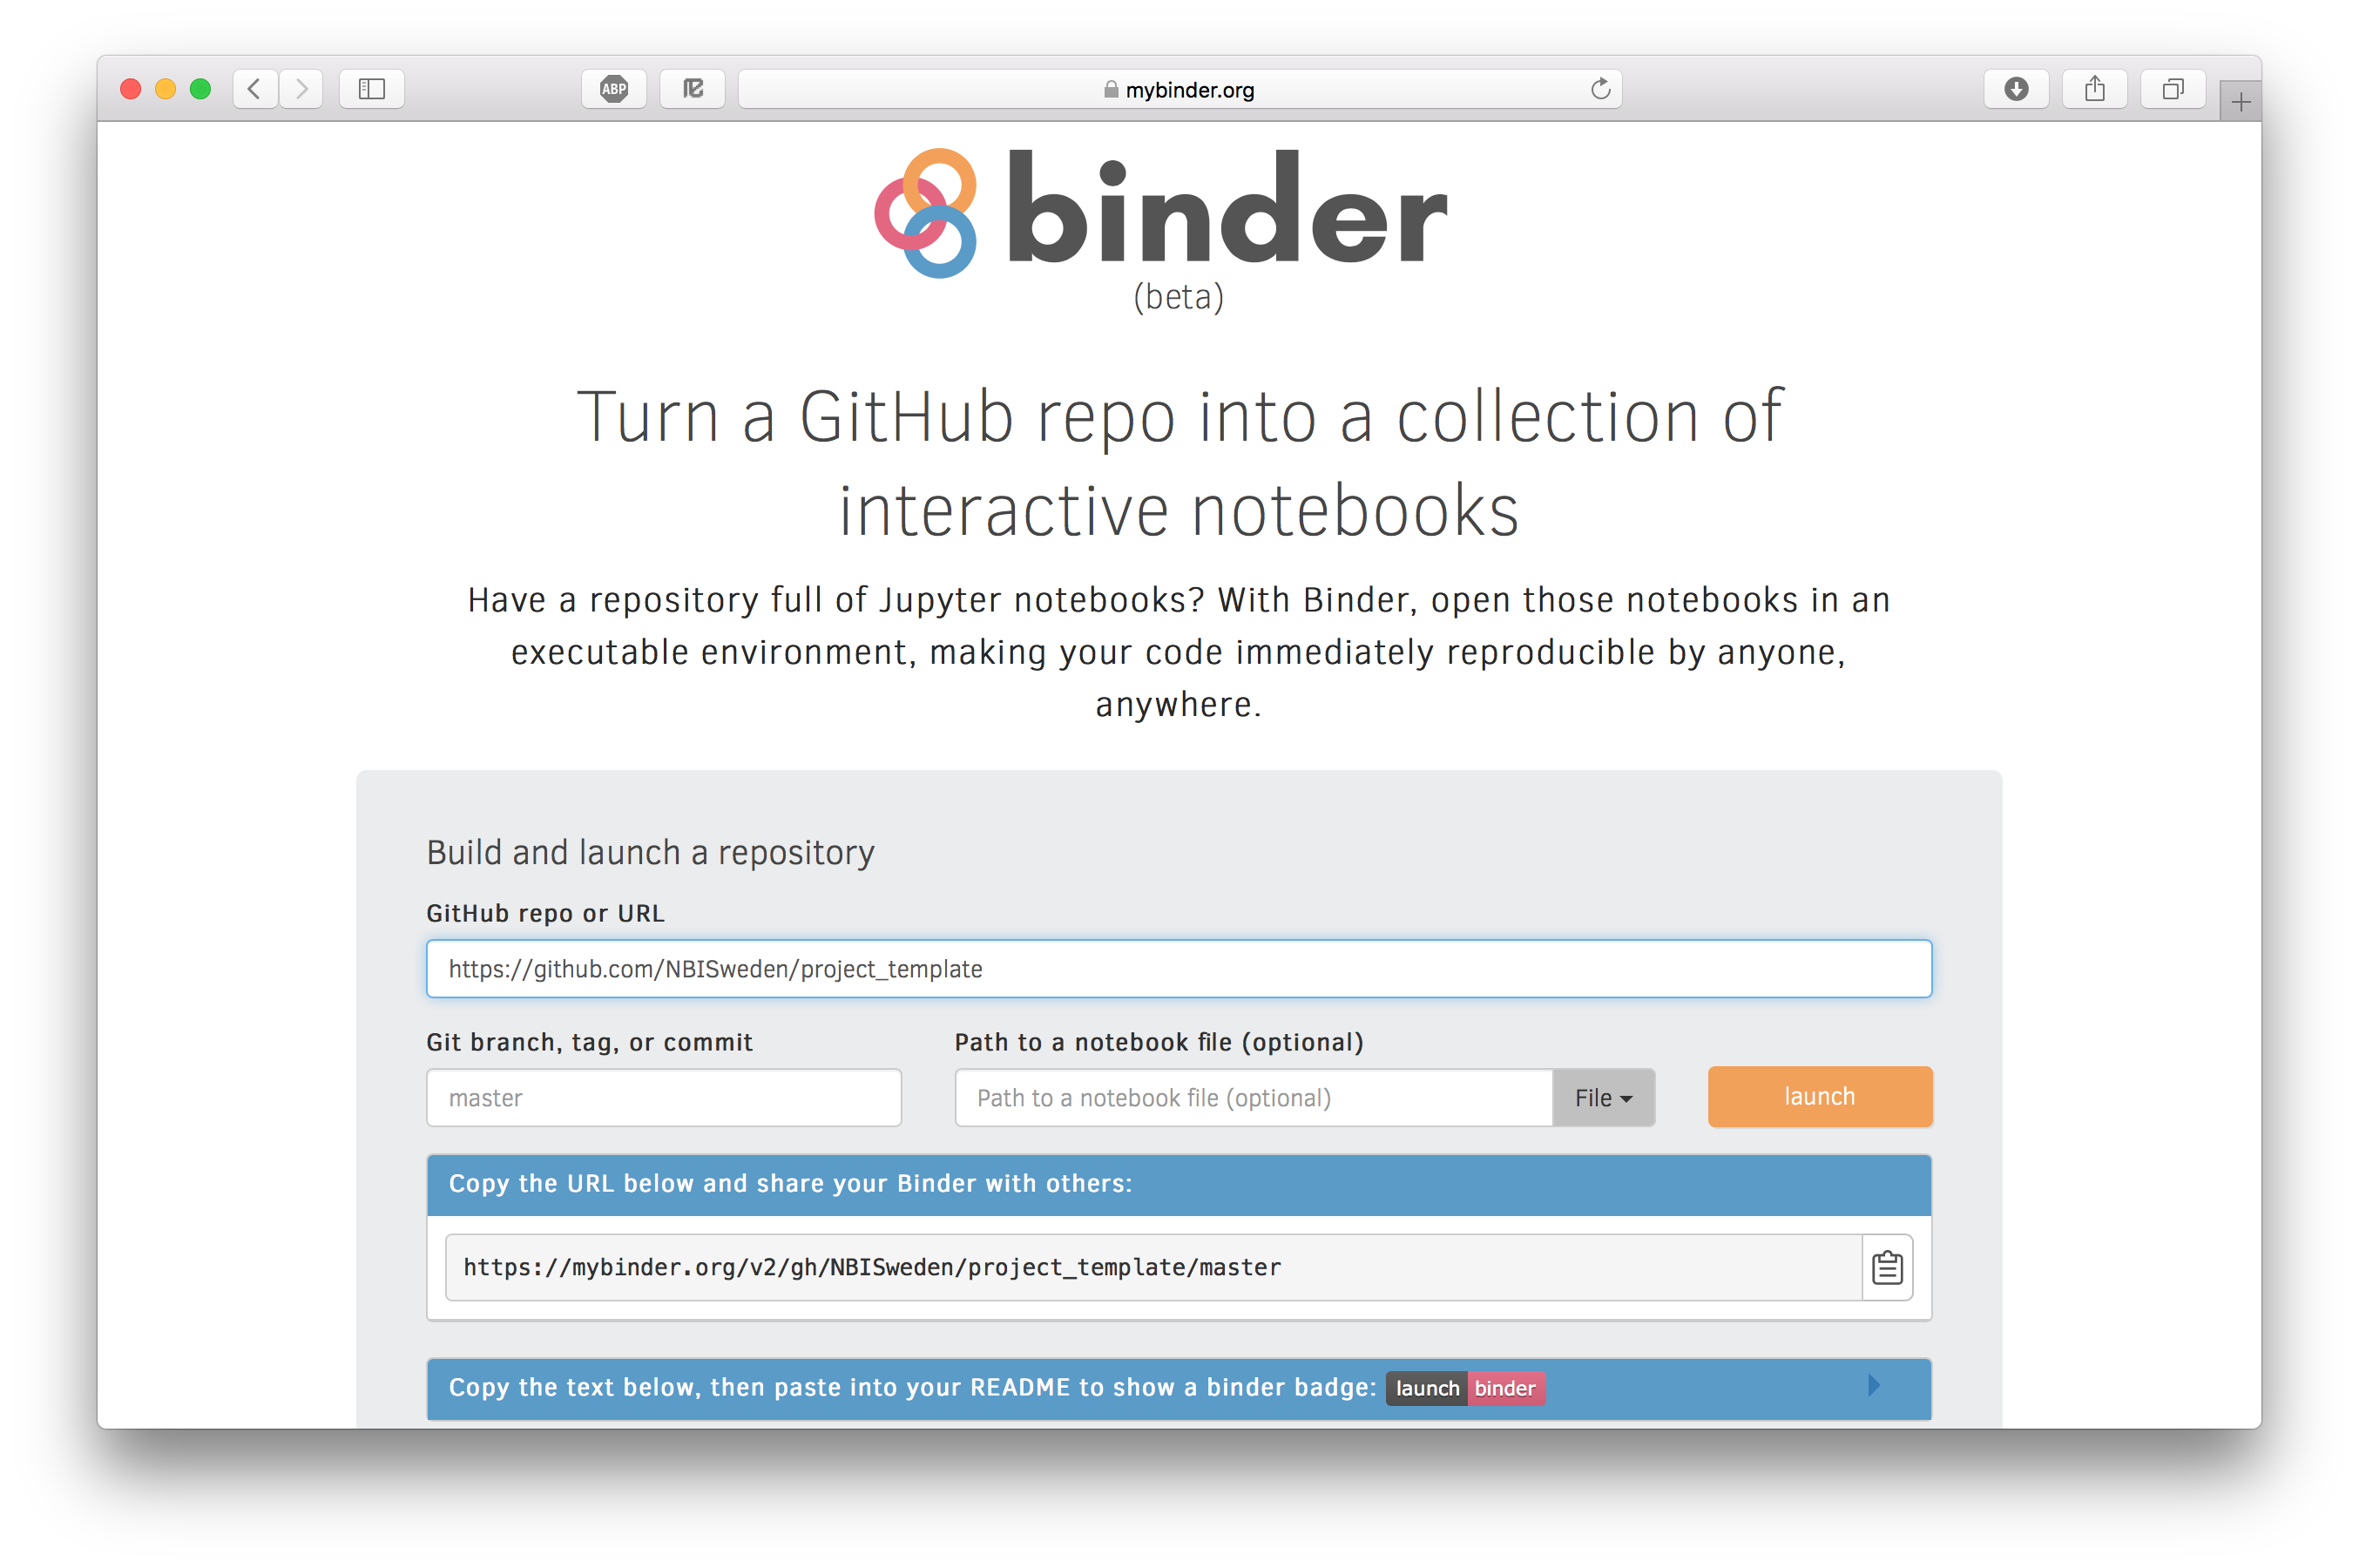 ABP
mybinder.org
binder
(beta)
Turn a GitHub repo into a collection of
interactive notebooks
Have a repository full of Jupyter notebooks? With Binder, open those notebooks in an
executable environment, making your code immediately reproducible by anyone,
anywhere.
Build and launch a repository
GitHub repo or URL
https://github.com/NBISweden/project_template
Git branch, tag, or commit
Path to a notebook file (optional)
master
Path to a notebook file (optional)
File
launch
Copy the URL below and share your Binder with others:
https://mybinder.org/v2/gh/NBISweden/project_template/master
Copy the text below, then paste into your README to show a binder badge: launch binder